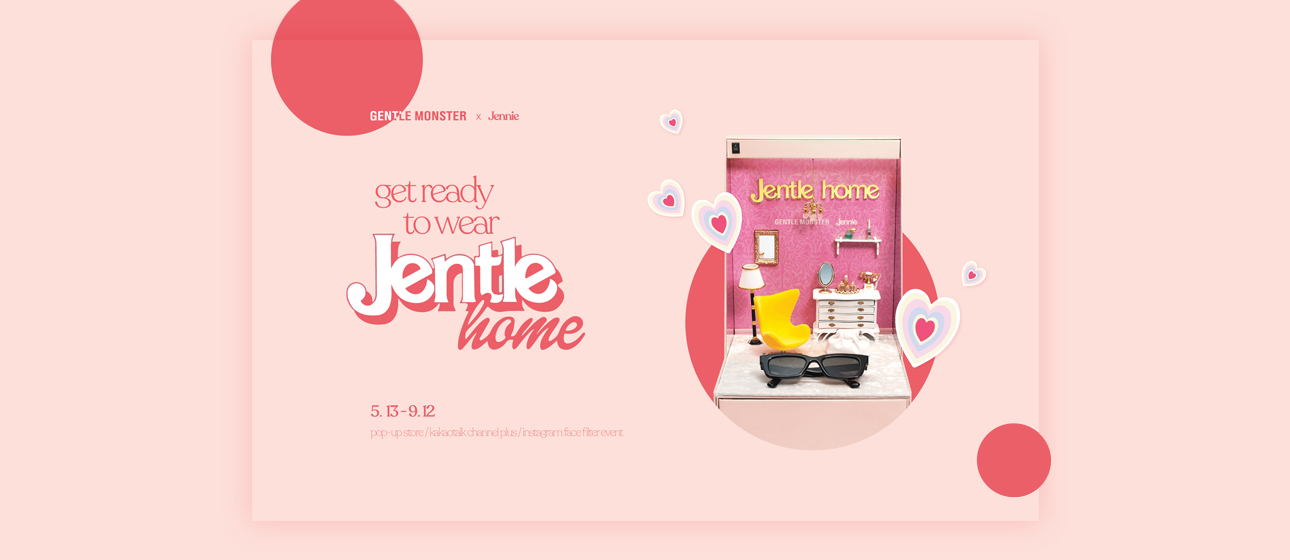 GENTLE MONSTER x Jennie
get ready
to wear
Jentle
home
5. 13 - 9. 12
pop-up store / kakaotalk channel plus / instagram face filter event
Jentle home
GENTLE MONSTER Jennie